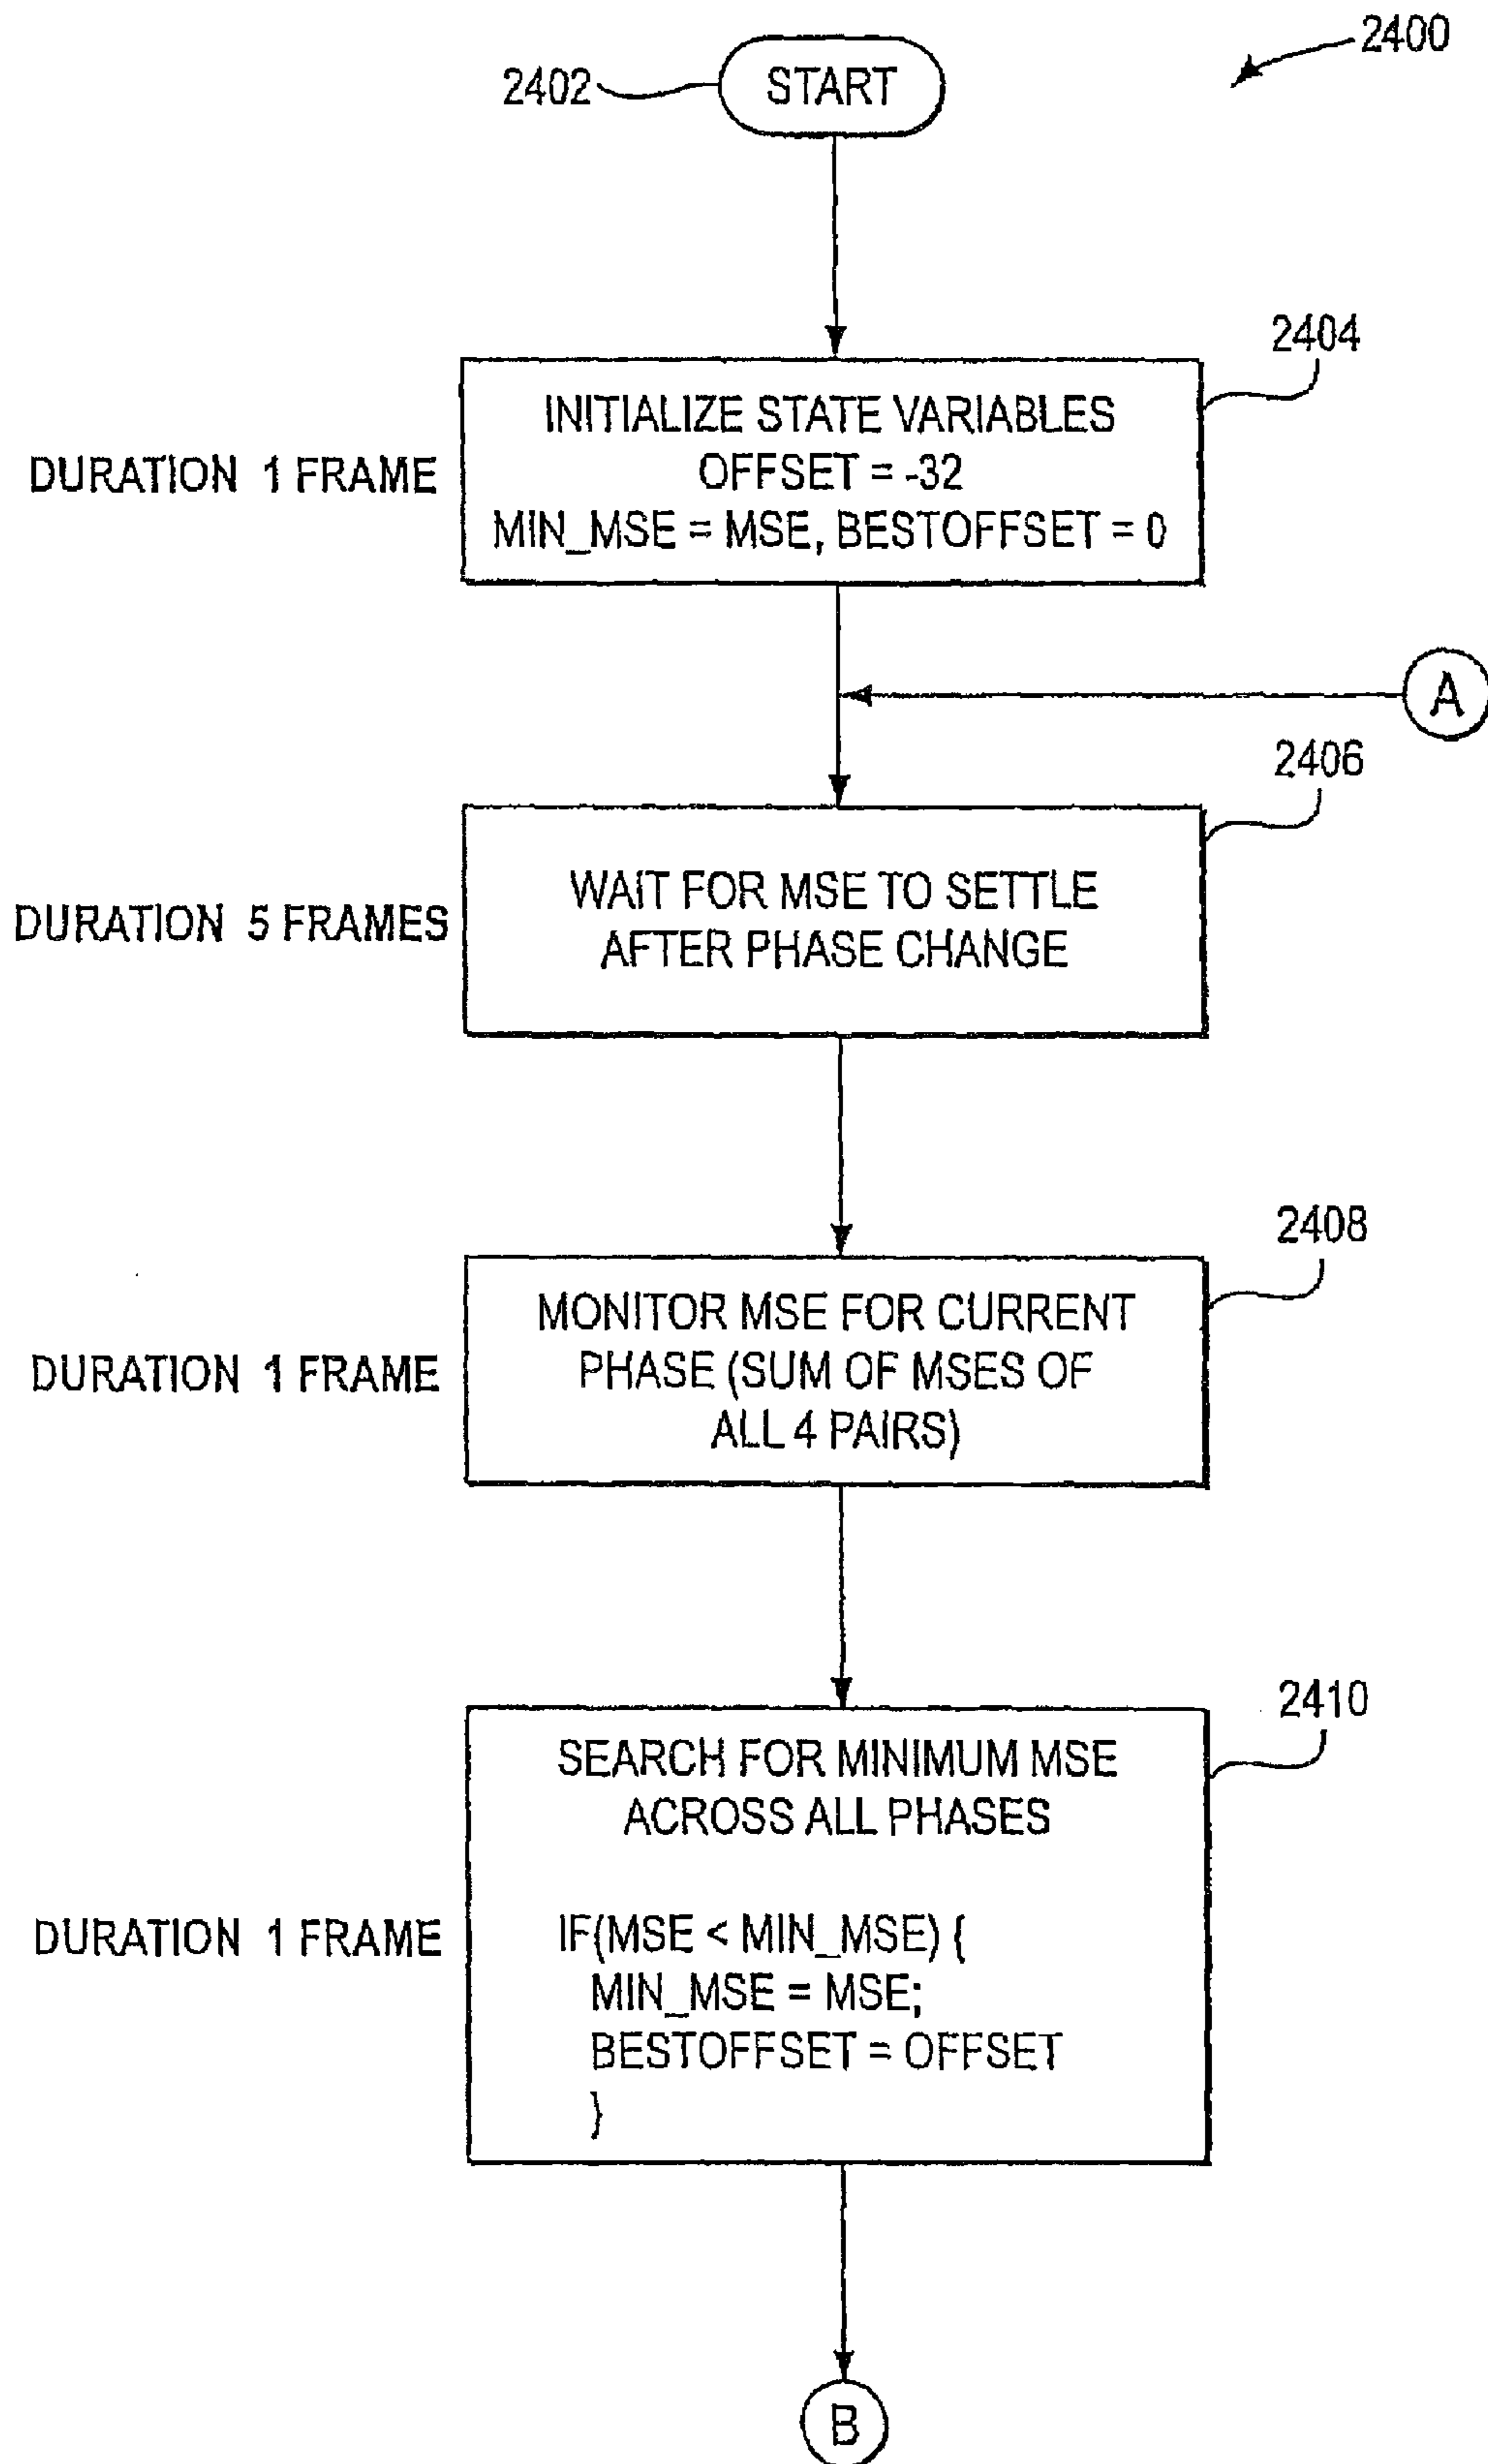 2400
2402
START
2404
INITIALIZE STATE VARIABLES
OFFSET = -32
MIN_MSE = MSE, BESTOFFSET = 0
DURATION 1 FRAME
A
2406
WAIT FOR MSE TO SETTLE
AFTER PHASE CHANGE
DURATION 5 FRAMES
2408
MONITOR MSE FOR CURRENT
PHASE (SUM OF MSES OF
ALL 4 PAIRS)
DURATION 1 FRAME
2410
SEARCH FOR MINIMUM MSE
ACROSS ALL PHASES
IF(MSE < MIN_MSE) {
MIN_MSE = MSE;
BESTOFFSET = OFFSET
}
DURATION 1 FRAME
B